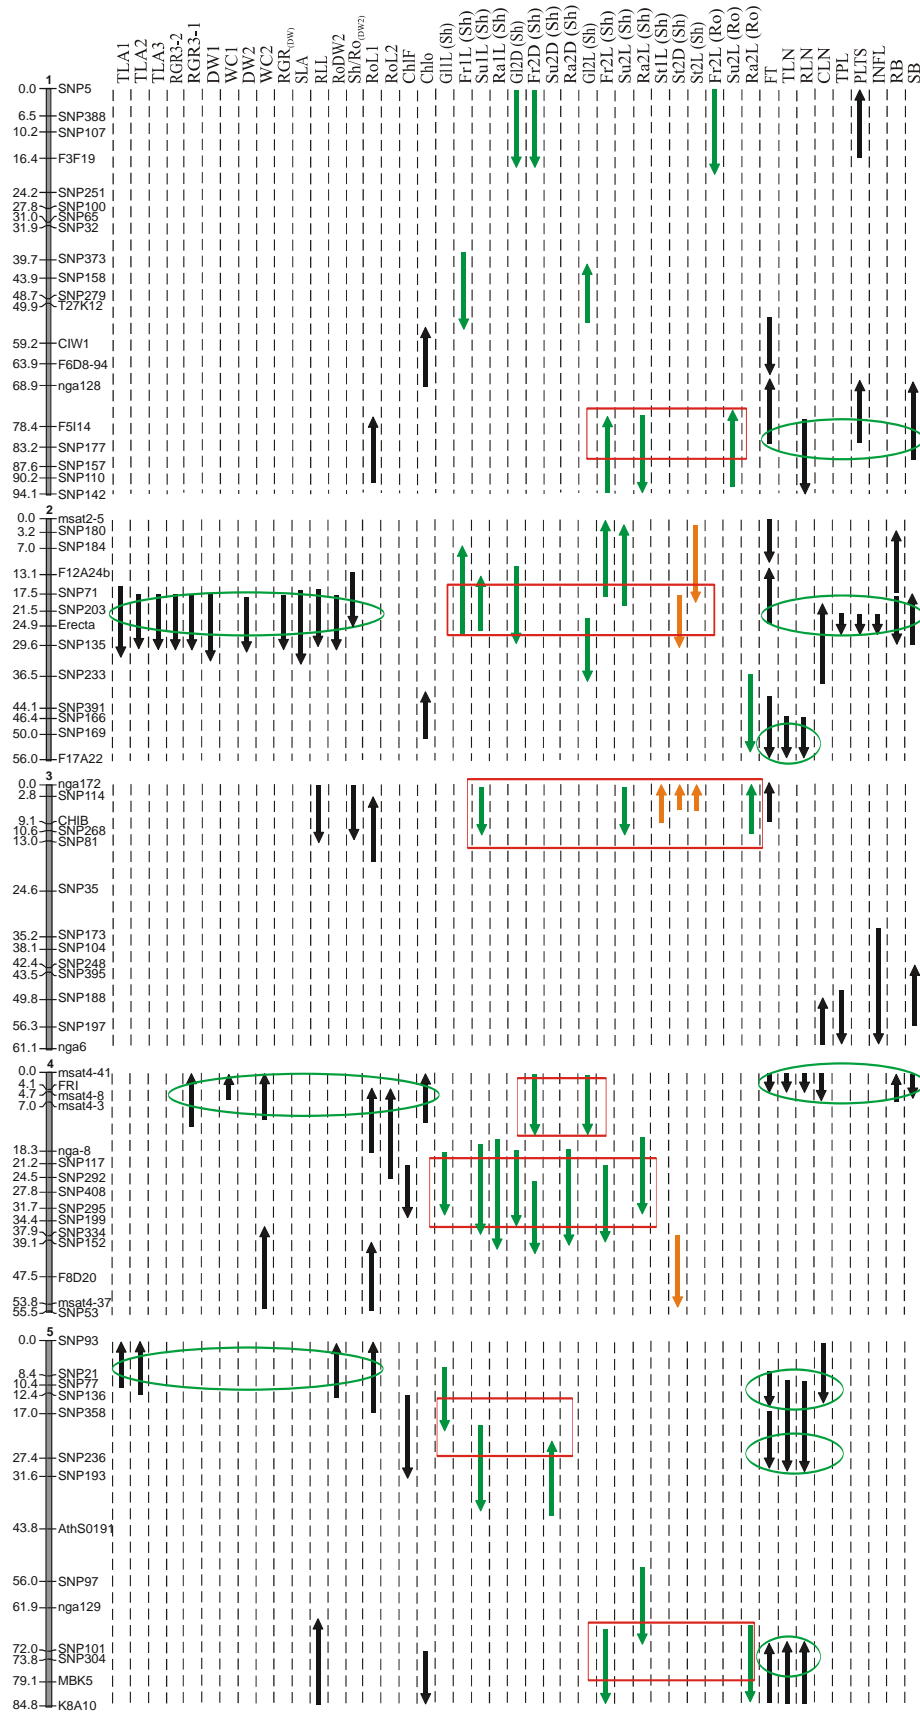 TLA1
TLA2
TLA3
RGR3-2
RGR3-1
DW1
WC1
DW2
WC2
RGR(DW)
SLA
RLL
RoDW2
Sh/Ro(DW2)
RoL1
RoL2
ChlF
Chlo
Gl1L (Sh)
Fr1L (Sh)
Su1L (Sh)
Ra1L (Sh)
Gl2D (Sh)
Fr2D (Sh)
Su2D (Sh)
Ra2D (Sh)
Gl2L (Sh)
Fr2L (Sh)
Su2L (Sh)
Ra2L (Sh)
St1L (Sh)
St2D (Sh)
St2L (Sh)
Fr2L (Ro)
Su2L (Ro)
Ra2L (Ro)
FT
TLN
RLN
CLN
TPL
PLTS
INFL
RB
SB
1
0.0 SNP5
6.5 SNP388
10.2 SNP107
16.4 F3F19
24.2 SNP251
27.8 SNP100
31.0 SNP65
31.9 SNP32
39.7 SNP373
43.9 SNP158
48.7 SNP279
49.9 T27K12
59.2 CIW1
63.9 F6D8-94
68.9 nga128
78.4 F5I14
83.2 SNP177
87.6 SNP157
90.2 SNP110
94.1 SNP142
2
0.0 msat2-5
3.2 SNP180
7.0 SNP184
13.1 F12A24b
17.5 SNP71
21.5 SNP203
24.9 Erecta
29.6 SNP135
36.5 SNP233
44.1 SNP391
46.4 SNP166
50.0 SNP169
56.0 F17A22
3
0.0 nga172
2.8 SNP114
9.1 CHIB
10.6 SNP268
13.0 SNP81
24.6 SNP35
35.2 SNP173
38.1 SNP104
42.4 SNP248
43.5 SNP395
49.8 SNP188
56.3 SNP197
61.1 nga6
4
0.0 msat4-41
4.1 FRI
4.7 msat4-8
7.0 msat4-3
18.3 nga-8
21.2 SNP117
24.5 SNP292
27.8 SNP408
31.7 SNP295
34.4 SNP199
37.9 SNP334
39.1 SNP152
47.5 F8D20
53.8 msat4-37
55.5 SNP53
5
0.0 SNP93
8.4 SNP21
10.4 SNP77
12.4 SNP136
17.0 SNP358
27.4 SNP236
31.6 SNP193
43.8 AthS0191
56.0 SNP97
61.9 nga129
72.0 SNP101
73.8 SNP304
79.1 MBK5
84.8 K8A10